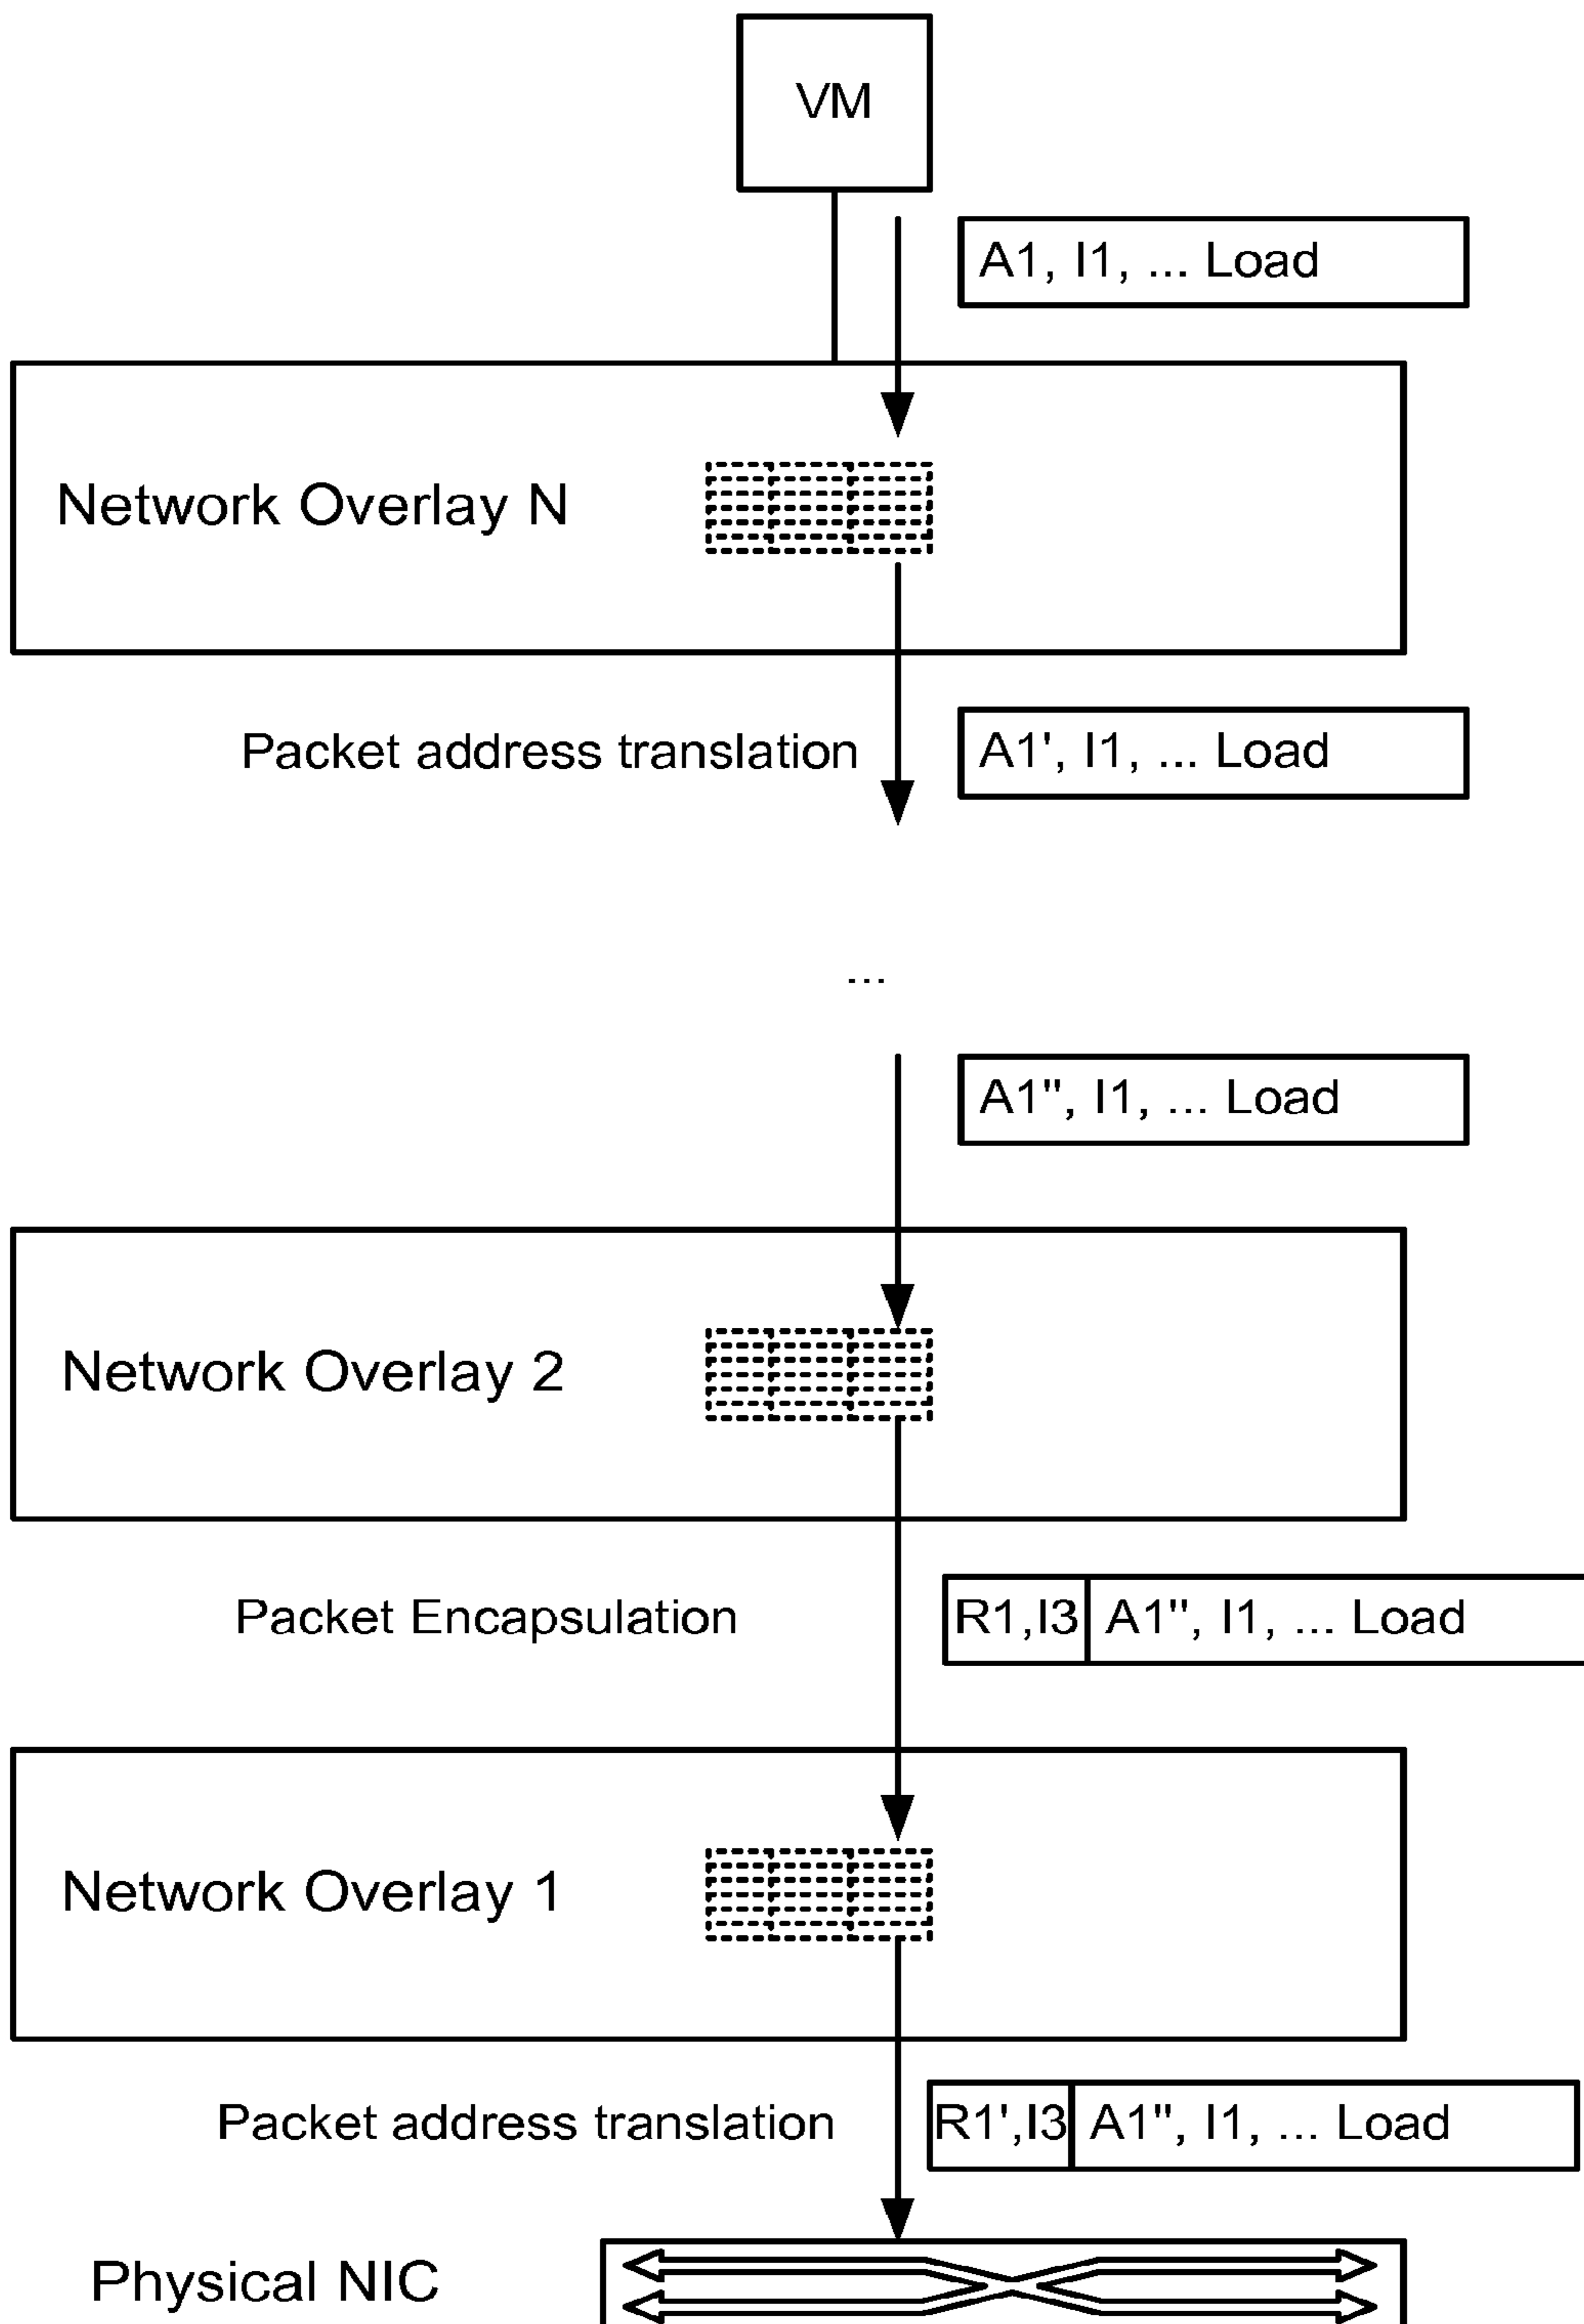 VM
A1, I1, ... Load
Network Overlay N
Packet address translation
A1', I1, ... Load
...
A1'', I1, ... Load
Network Overlay 2
Packet Encapsulation
R1,I3 A1'', I1, ... Load
Network Overlay 1
Packet address translation
R1',I3 A1'', I1, ... Load
Physical NIC